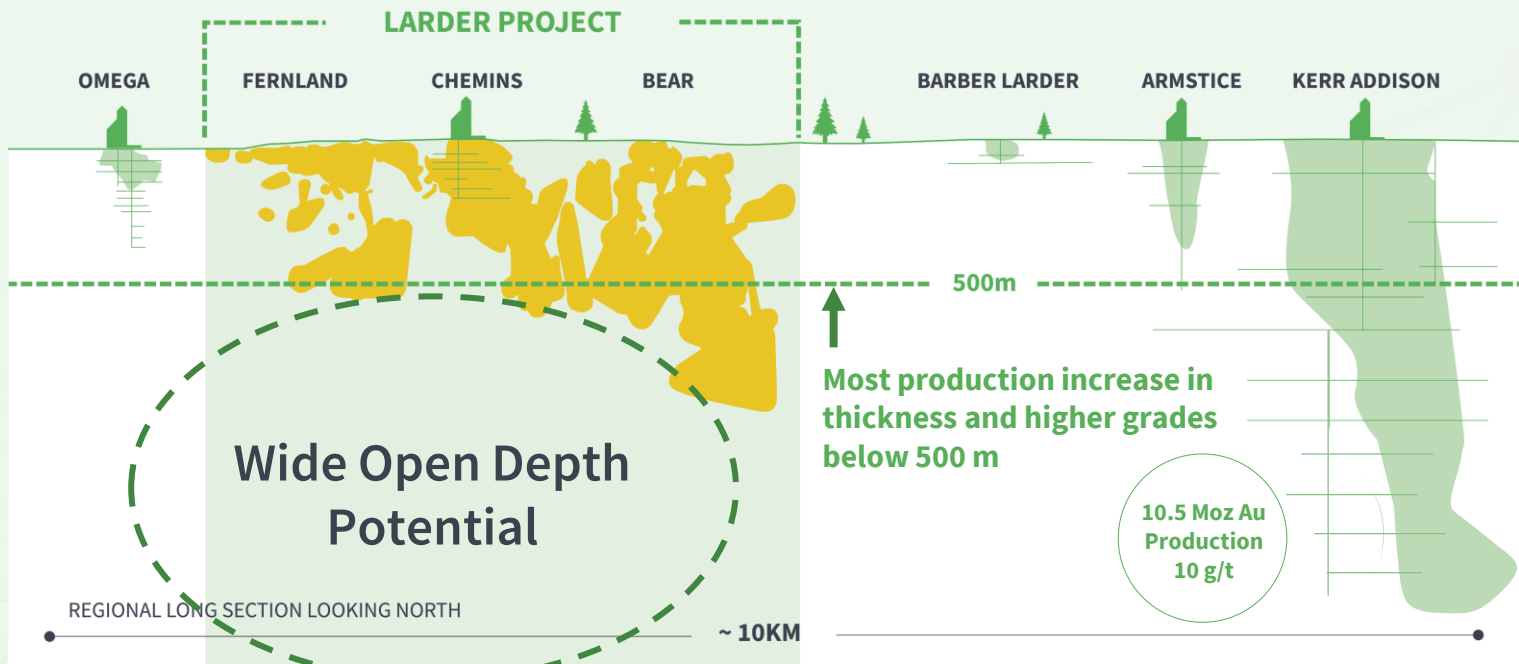 LARDER PROJECT
OMEGA
FERNLAND
CHEMINS
BEAR
BARBER LARDER
ARMSTICE
KERR ADDISON
500m
Most production increase in
thickness and higher grades
below 500 m
Wide Open Depth
Potential
10.5 Moz Au
Production
10 g/t
REGIONAL LONG SECTION LOOKING NORTH
~ 10KM